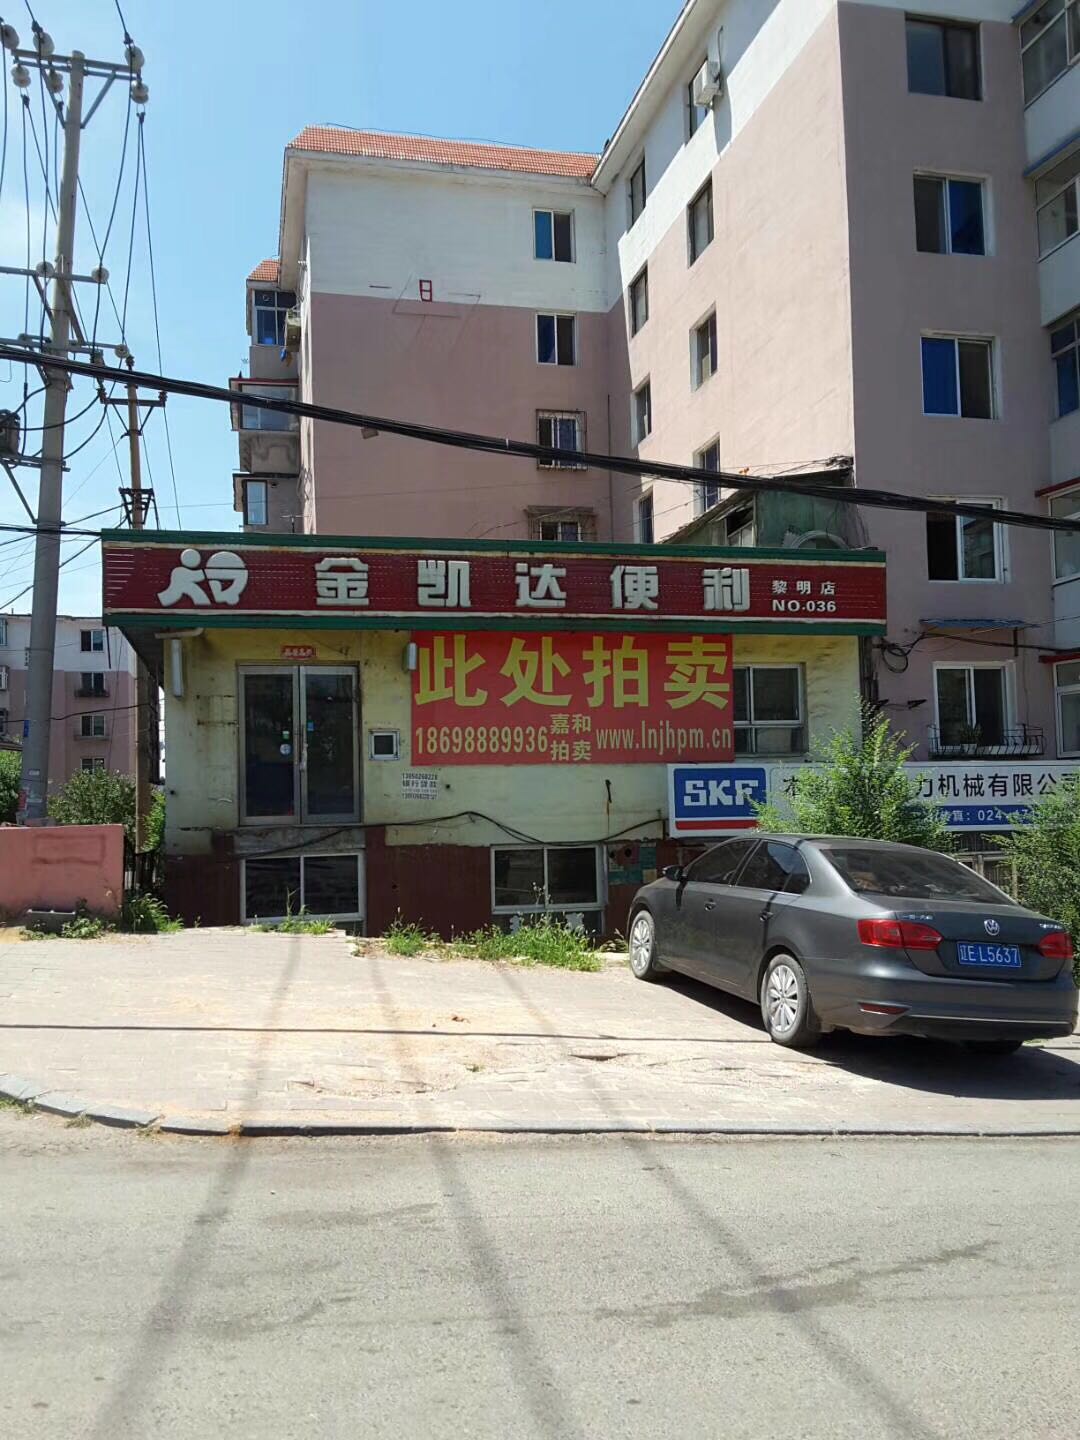 金凯达便利
黎明店
NO.036
此处拍卖
18698889936
嘉和
拍卖
www.lnjhpm.cn
SKF
力机械有限公司
辽E L5637